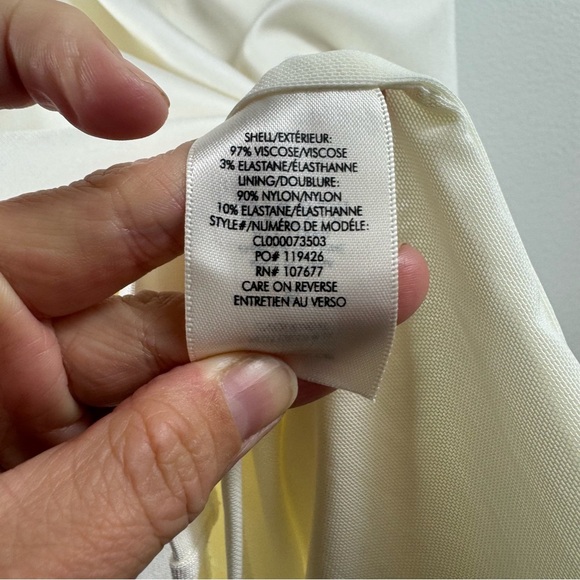 SHELL/EXTÉRIEUR:
97% VISCOSE/VISCOSE
3% ELASTANE/ÉLASTHANNE
LINING/DOUBLURE:
90% NYLON/NYLON
10% ELASTANE/ÉLASTHANNE
STYLE#/NUMÉRO DE MODÉLE:
CL000073503
PO# 119426
RN# 107677
CARE ON REVERSE
ENTRETIEN AU VERSO